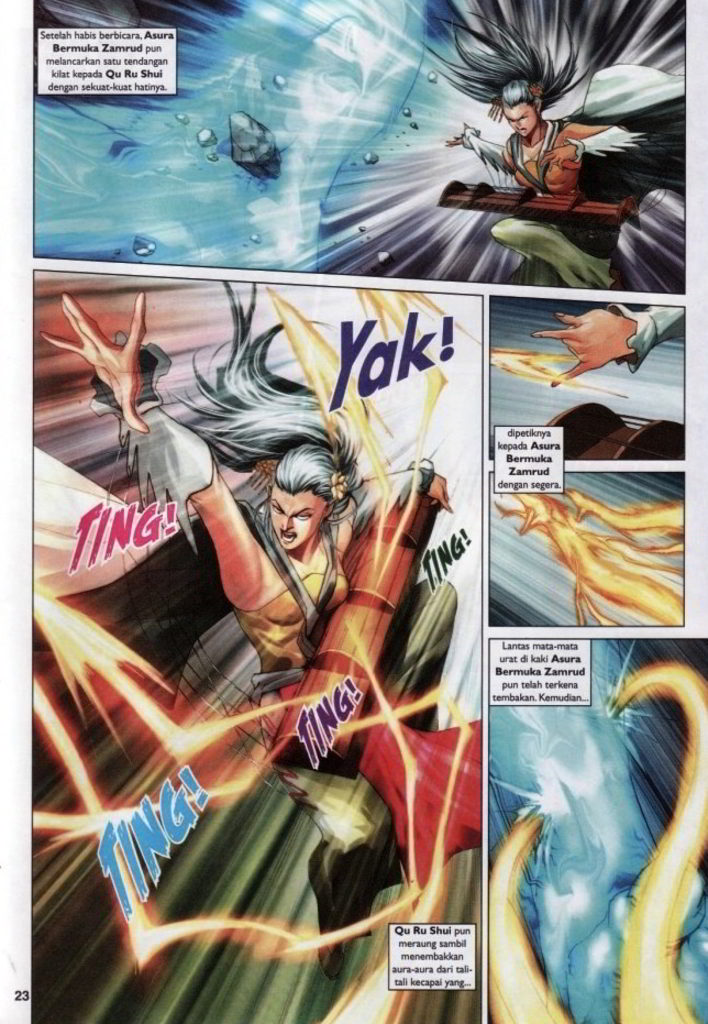 Setelah habis berbicara, Asura
Bermuka Zamrud pun
melancarkan satu tendangan
kilat kepada Qu Ru Shui
dengan sekuat-kuat hatinya.
Yak!
TING!
TING!
TING!
TING!
Qu Ru Shui pun
meraung sambil
menembakkan
aura-aura dari tali-
tali kecapai yang...
dipetiknya
kepada Asura
Bermuka
Zamrud
dengan segera.
Lantas mata-mata
urat di kaki Asura
Bermuka Zamrud
pun telah terkena
tembakan. Kemudian...
23